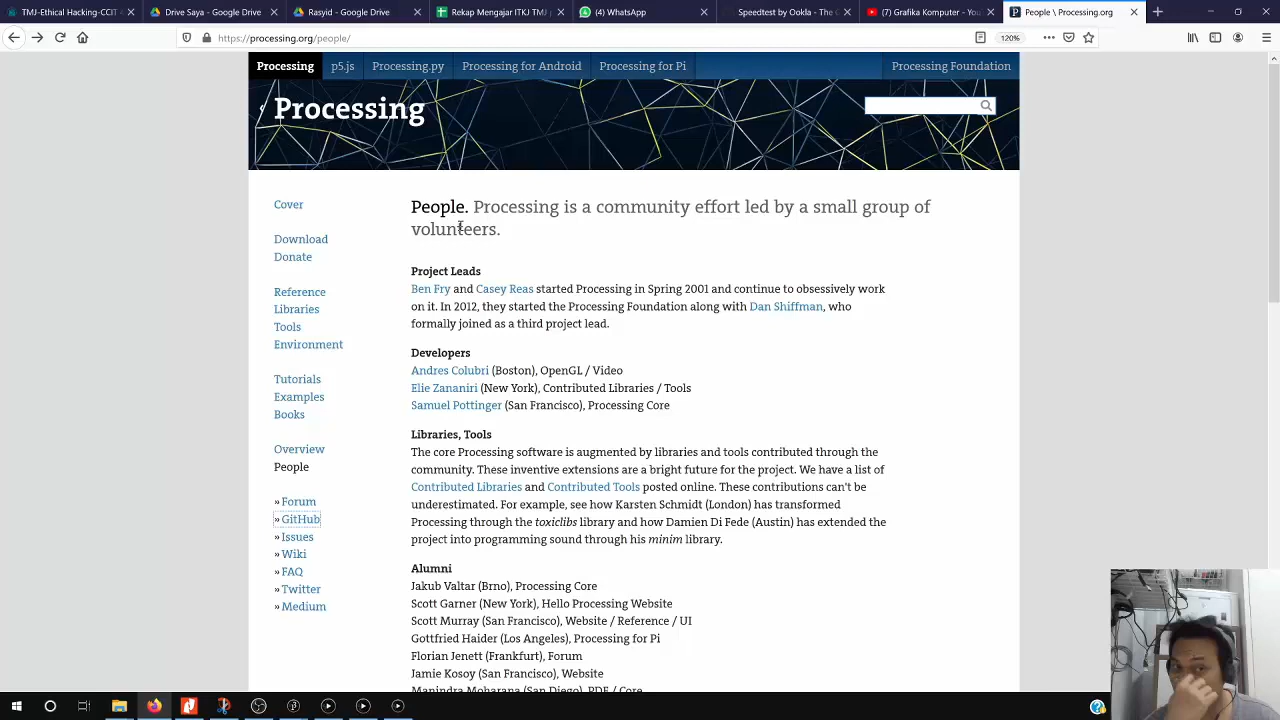 TMJ-Ethical Hacking-CCIT 4
Drive Saya - Google Drive
Rasyid - Google Drive
Rekap Mengajar ITKJ TMJ
(4) WhatsApp
Speedtest by Ookla - The
(7) Grafika Komputer - You
People \ Processing.org
https://processing.org/people/
120%
Processing
p5.js
Processing.py
Processing for Android
Processing for Pi
Processing Foundation
Processing
Cover
Download
Donate
Reference
Libraries
Tools
Environment
Tutorials
Examples
Books
Overview
People
» Forum
» GitHub
» Issues
» Wiki
» FAQ
» Twitter
» Medium
People. Processing is a community effort led by a small group of
volunteers.
Project Leads
Ben Fry and Casey Reas started Processing in Spring 2001 and continue to obsessively work
on it. In 2012, they started the Processing Foundation along with Dan Shiffman, who
formally joined as a third project lead.
Developers
Andres Colubri (Boston), OpenGL / Video
Elie Zananiri (New York), Contributed Libraries / Tools
Samuel Pottinger (San Francisco), Processing Core
Libraries, Tools
The core Processing software is augmented by libraries and tools contributed through the
community. These inventive extensions are a bright future for the project. We have a list of
Contributed Libraries and Contributed Tools posted online. These contributions can't be
underestimated. For example, see how Karsten Schmidt (London) has transformed
Processing through the toxiclibs library and how Damien Di Fede (Austin) has extended the
project into programming sound through his minim library.
Alumni
Jakub Valtar (Brno), Processing Core
Scott Garner (New York), Hello Processing Website
Scott Murray (San Francisco), Website / Reference / UI
Gottfried Haider (Los Angeles), Processing for Pi
Florian Jenett (Frankfurt), Forum
Jamie Kosoy (San Francisco), Website
Manindra Moharana (San Diego), PDE / Core